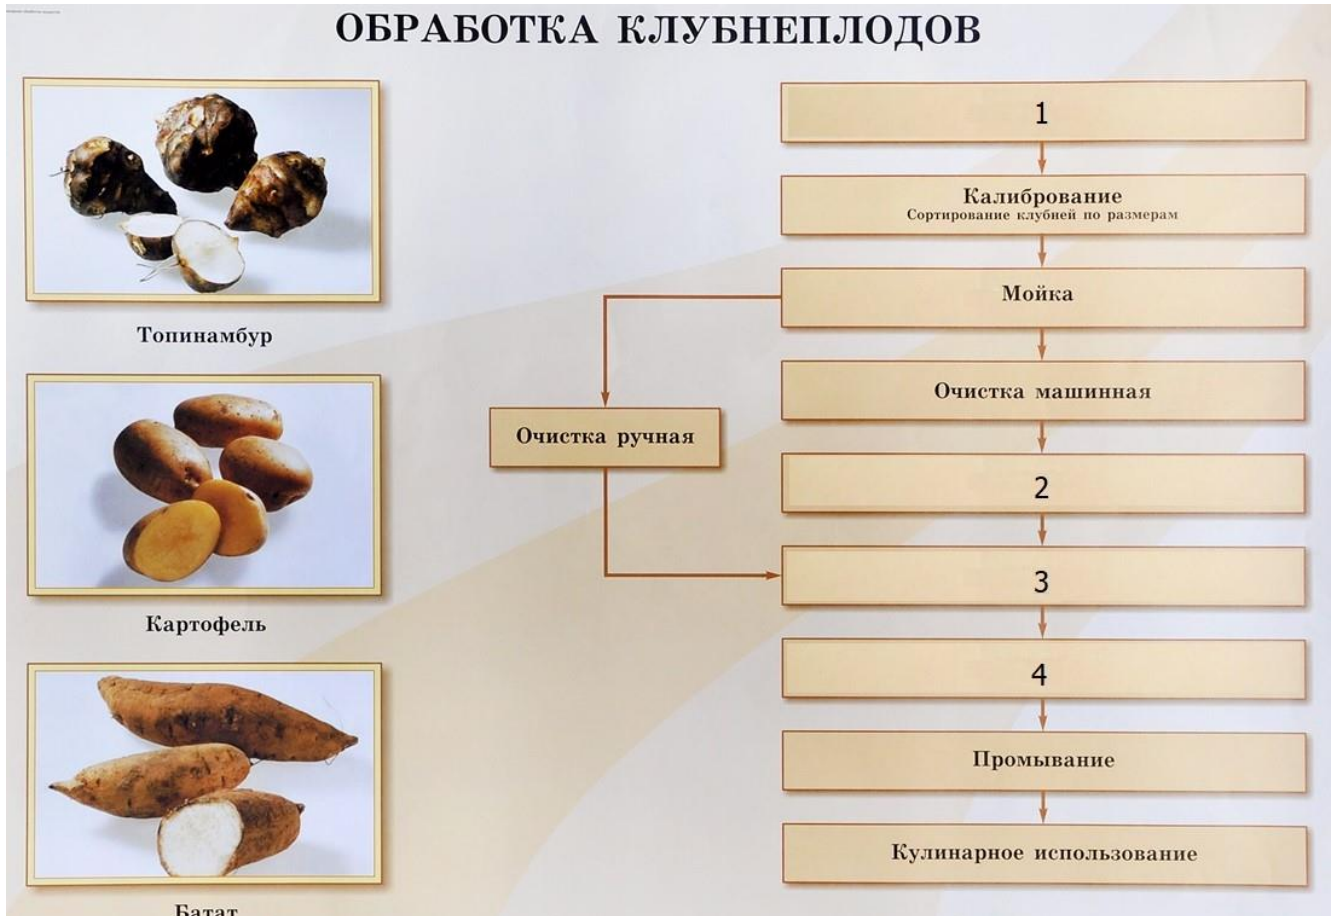 ОБРАБОТКА КЛУБНЕПЛОДОВ
Топинамбур
Картофель
Батат
1
Калибрование
Сортирование клубней по размерам
Мойка
Очистка машинная
Очистка ручная
2
3
4
Промывание
Кулинарное использование